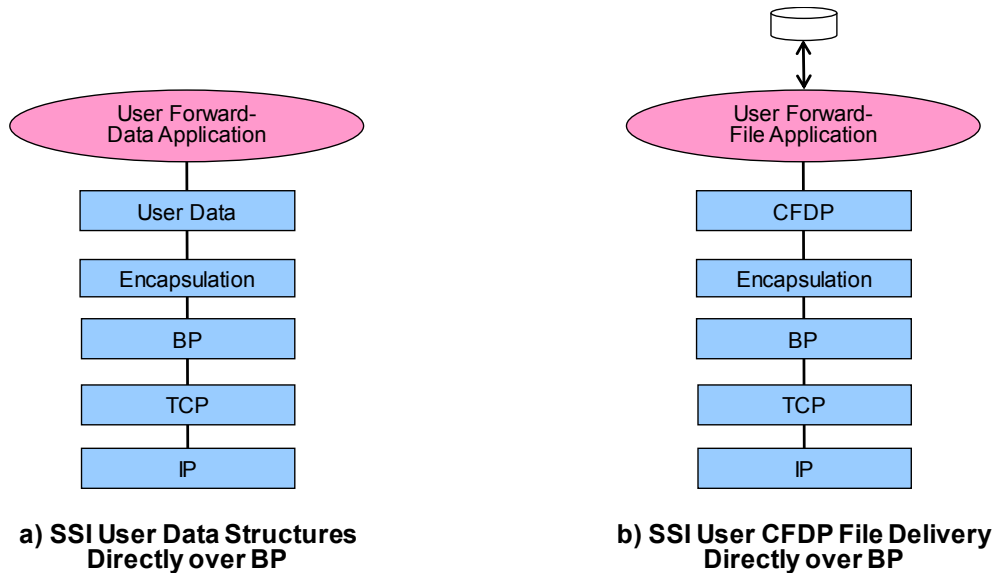 User Forward-
Data Application
User Data
Encapsulation
BP
TCP
IP
a) SSI User Data Structures
Directly over BP
User Forward-
File Application
CFDP
Encapsulation
BP
TCP
IP
b) SSI User CFDP File Delivery
Directly over BP